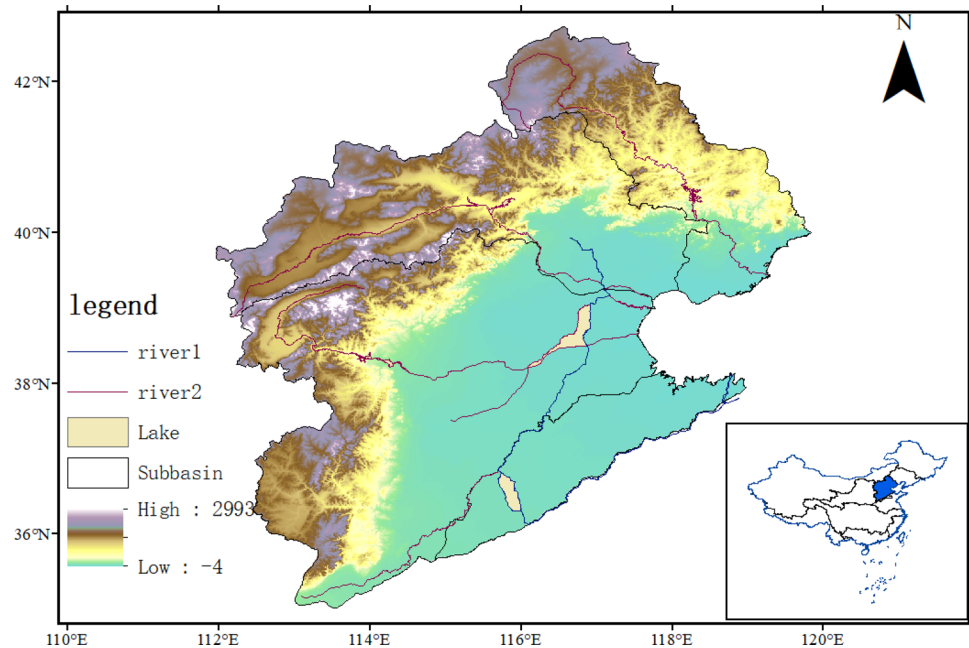 N
42°N
40°N
38°N
36°N
legend
river1
river2
Lake
Subbasin
High : 2993
Low : -4
110°E
112°E
114°E
116°E
118°E
120°E